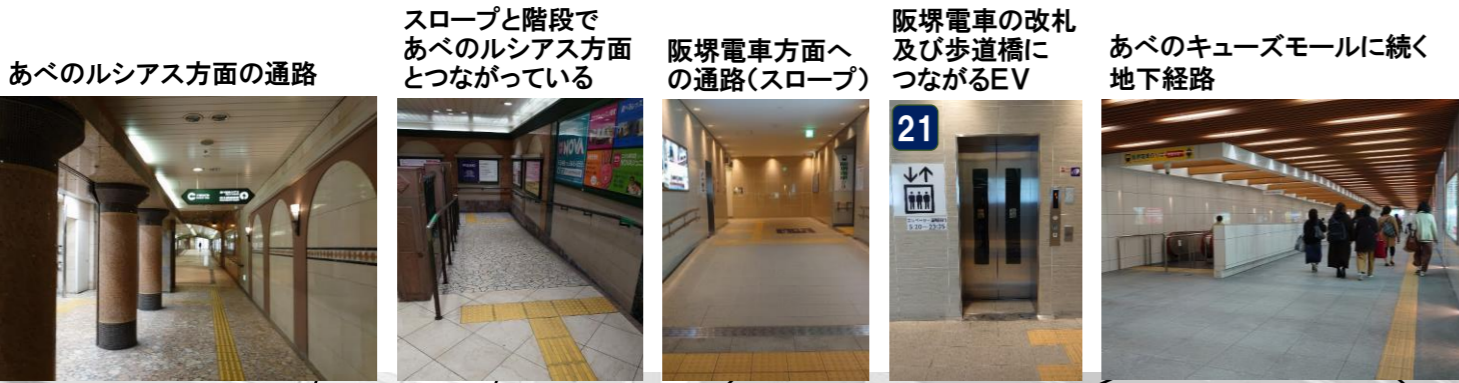 あべのルシアス方面の通路
スロープと階段で
あべのルシアス方面
とつながっている
阪堺電車方面へ
の通路(スロープ)
阪堺電車の改札
及び歩道橋に
つながるEV
あべのキューズモールに続く
地下経路
NOVA
21